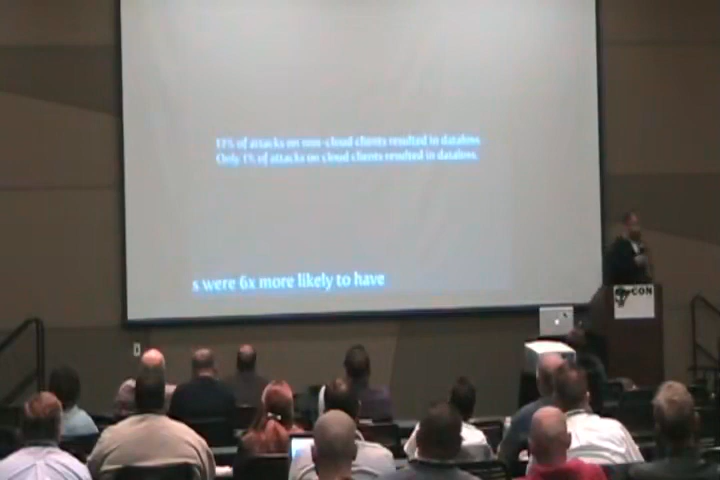 of attacks on non-cloud clients resulted in dataloss.
Only 1% of attacks on cloud clients resulted in dataloss.
s were 6x more likely to have
CON